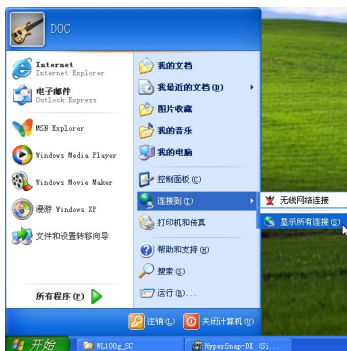 DOC
Internet
Internet Explorer
电子邮件
Outlook Express
MSN Explorer
Windows Media Player
Windows Movie Maker
漫游 Windows XP
文件和设置转移向导
所有程序(P)
我的文档
我最近的文档(D)
图片收藏
我的音乐
我的电脑
控制面板(C)
连接到(T)
打印机和传真
帮助和支持(H)
搜索(S)
运行(R)...
无线网络连接
显示所有连接(S)
注销(L)
关闭计算机(U)
开始
WL100g_SC
HyperSnap-DX (Si...